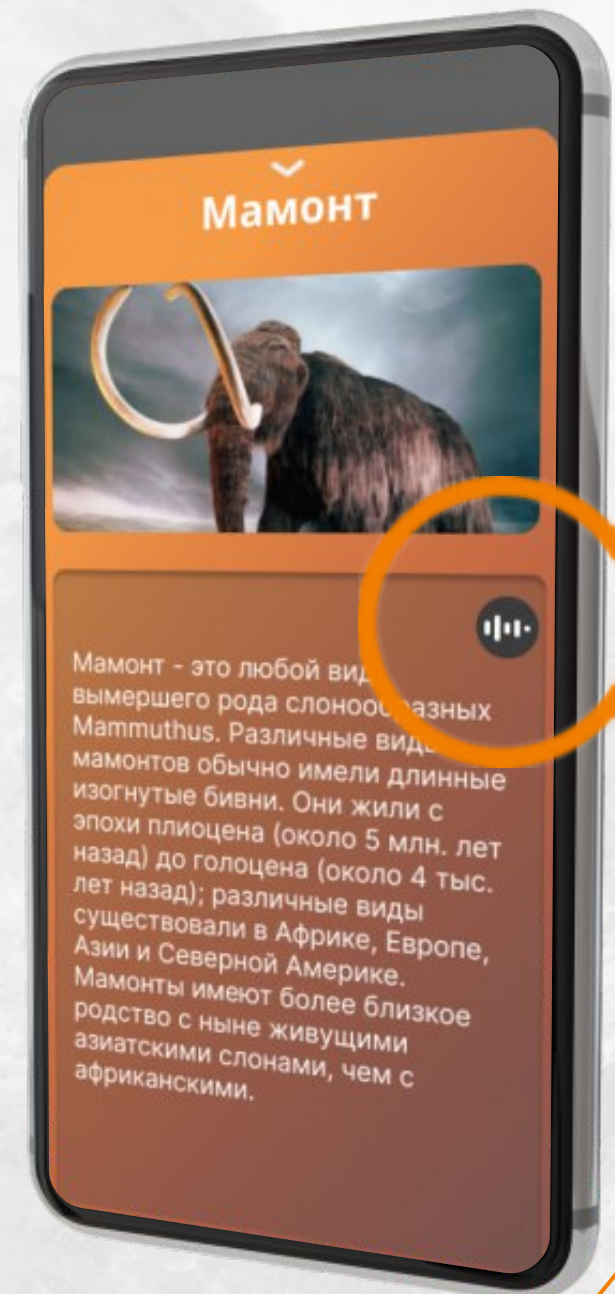 Мамонт
Мамонт - это любой вид
вымершего рода слонообразных
Mammuthus. Различные виды
мамонтов обычно имели длинные
изогнутые бивни. Они жили с
эпохи плиоцена (около 5 млн. лет
назад) до голоцена (около 4 тыс.
лет назад); различные виды
существовали в Африке, Европе,
Азии и Северной Америке.
Мамонты имеют более близкое
родство с ныне живущими
азиатскими слонами, чем с
африканскими.